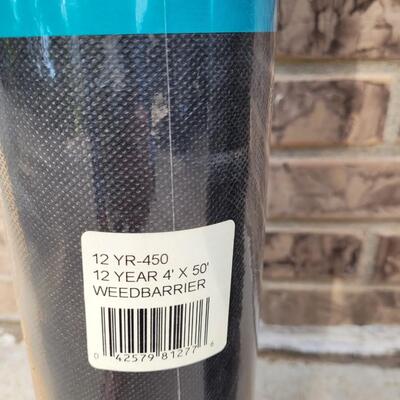 12 YR-450
12 YEAR 4' X 50'
WEEDBARRIER
0 42579 81277 6